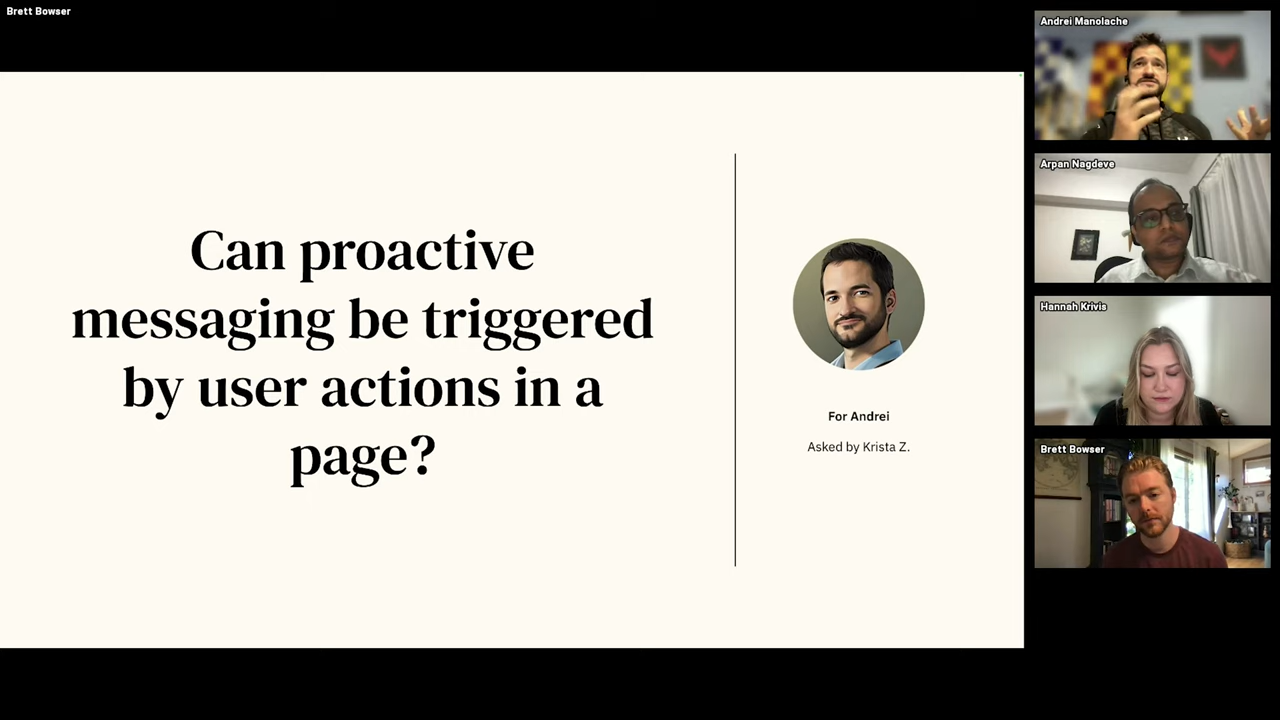 Brett Bowser
Can proactive
messaging be triggered
by user actions in a
page?
For Andrei
Asked by Krista Z.
Andrei Manolache
Arpan Nagdeve
Hannah Krivis
Brett Bowser